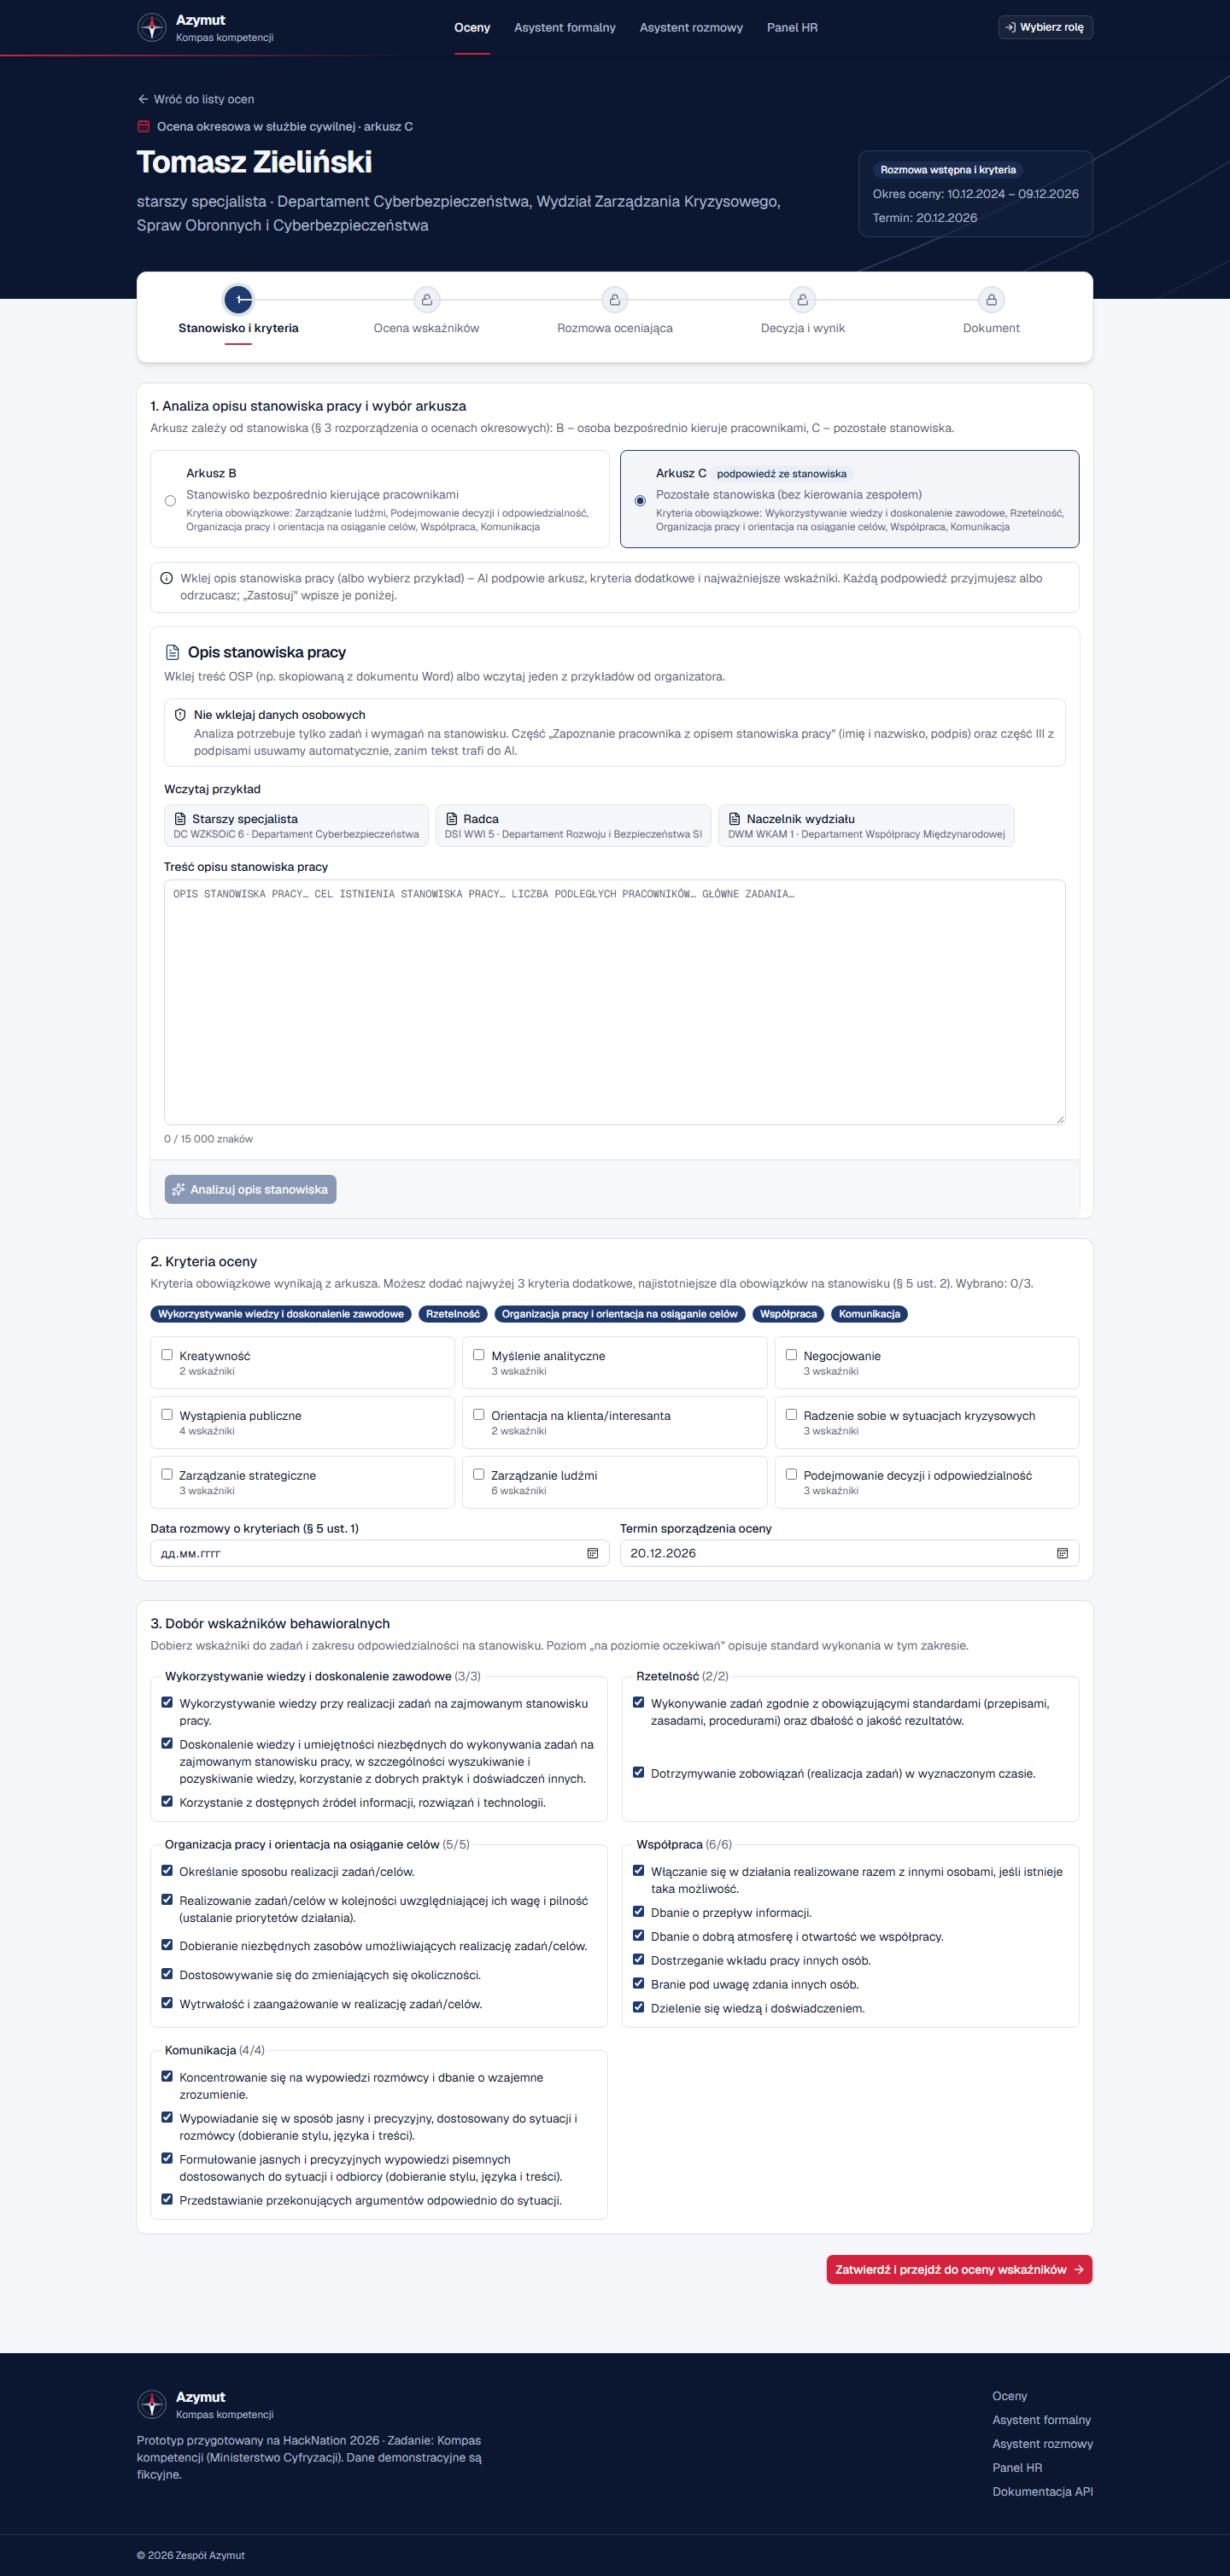 Azymut
Kompas kompetencji
Oceny
Asystent formalny
Asystent rozmowy
Panel HR
Wybierz rolę
Wróć do listy ocen
Ocena okresowa w służbie cywilnej · arkusz C
Tomasz Zieliński
starszy specjalista · Departament Cyberbezpieczeństwa, Wydział Zarządzania Kryzysowego,
Spraw Obronnych i Cyberbezpieczeństwa
Rozmowa wstępna i kryteria
Okres oceny: 10.12.2024 – 09.12.2026
Termin: 20.12.2026
1
Stanowisko i kryteria
Ocena wskaźników
Rozmowa oceniająca
Decyzja i wynik
Dokument
1. Analiza opisu stanowiska pracy i wybór arkusza
Arkusz zależy od stanowiska (§ 3 rozporządzenia o ocenach okresowych): B – osoba bezpośrednio kieruje pracownikami, C – pozostałe stanowiska.
Arkusz B
Stanowisko bezpośrednio kierujące pracownikami
Kryteria obowiązkowe: Zarządzanie ludźmi, Podejmowanie decyzji i odpowiedzialność,
Organizacja pracy i orientacja na osiąganie celów, Współpraca, Komunikacja
Arkusz C podpowiedź ze stanowiska
Pozostałe stanowiska (bez kierowania zespołem)
Kryteria obowiązkowe: Wykorzystywanie wiedzy i doskonalenie zawodowe, Rzetelność,
Organizacja pracy i orientacja na osiąganie celów, Współpraca, Komunikacja
Wklej opis stanowiska pracy (albo wybierz przykład) – AI podpowie arkusz, kryteria dodatkowe i najważniejsze wskaźniki. Każdą podpowiedź przyjmujesz albo
odrzucasz; „Zastosuj” wpisze je poniżej.
Opis stanowiska pracy
Wklej treść OSP (np. skopiowaną z dokumentu Word) albo wczytaj jeden z przykładów od organizatora.
Nie wklejaj danych osobowych
Analiza potrzebuje tylko zadań i wymagań na stanowisku. Część „Zapoznanie pracownika z opisem stanowiska pracy” (imię i nazwisko, podpis) oraz część III z
podpisami usuwamy automatycznie, zanim tekst trafi do AI.
Wczytaj przykład
Starszy specjalista
DC WZKSOiC 6 · Departament Cyberbezpieczeństwa
Radca
DSI WWI 5 · Departament Rozwoju i Bezpieczeństwa SI
Naczelnik wydziału
DWM WKAM 1 · Departament Współpracy Międzynarodowej
Treść opisu stanowiska pracy
OPIS STANOWISKA PRACY… CEL ISTNIENIA STANOWISKA PRACY… LICZBA PODLEGŁYCH PRACOWNIKÓW… GŁÓWNE ZADANIA…
0 / 15 000 znaków
Analizuj opis stanowiska
2. Kryteria oceny
Kryteria obowiązkowe wynikają z arkusza. Możesz dodać najwyżej 3 kryteria dodatkowe, najistotniejsze dla obowiązków na stanowisku (§ 5 ust. 2). Wybrano: 0/3.
Wykorzystywanie wiedzy i doskonalenie zawodowe
Rzetelność
Organizacja pracy i orientacja na osiąganie celów
Współpraca
Komunikacja
Kreatywność
2 wskaźniki
Myślenie analityczne
3 wskaźniki
Negocjowanie
3 wskaźniki
Wystąpienia publiczne
4 wskaźniki
Orientacja na klienta/interesanta
2 wskaźniki
Radzenie sobie w sytuacjach kryzysowych
3 wskaźniki
Zarządzanie strategiczne
3 wskaźniki
Zarządzanie ludźmi
6 wskaźniki
Podejmowanie decyzji i odpowiedzialność
3 wskaźniki
Data rozmowy o kryteriach (§ 5 ust. 1)
дд.мм.гггг
Termin sporządzenia oceny
20.12.2026
3. Dobór wskaźników behawioralnych
Dobierz wskaźniki do zadań i zakresu odpowiedzialności na stanowisku. Poziom „na poziomie oczekiwań” opisuje standard wykonania w tym zakresie.
Wykorzystywanie wiedzy i doskonalenie zawodowe (3/3)
Wykorzystywanie wiedzy przy realizacji zadań na zajmowanym stanowisku
pracy.
Doskonalenie wiedzy i umiejętności niezbędnych do wykonywania zadań na
zajmowanym stanowisku pracy, w szczególności wyszukiwanie i
pozyskiwanie wiedzy, korzystanie z dobrych praktyk i doświadczeń innych.
Korzystanie z dostępnych źródeł informacji, rozwiązań i technologii.
Rzetelność (2/2)
Wykonywanie zadań zgodnie z obowiązującymi standardami (przepisami,
zasadami, procedurami) oraz dbałość o jakość rezultatów.
Dotrzymywanie zobowiązań (realizacja zadań) w wyznaczonym czasie.
Organizacja pracy i orientacja na osiąganie celów (5/5)
Określanie sposobu realizacji zadań/celów.
Realizowanie zadań/celów w kolejności uwzględniającej ich wagę i pilność
(ustalanie priorytetów działania).
Dobieranie niezbędnych zasobów umożliwiających realizację zadań/celów.
Dostosowywanie się do zmieniających się okoliczności.
Wytrwałość i zaangażowanie w realizację zadań/celów.
Współpraca (6/6)
Włączanie się w działania realizowane razem z innymi osobami, jeśli istnieje
taka możliwość.
Dbanie o przepływ informacji.
Dbanie o dobrą atmosferę i otwartość we współpracy.
Dostrzeganie wkładu pracy innych osób.
Branie pod uwagę zdania innych osób.
Dzielenie się wiedzą i doświadczeniem.
Komunikacja (4/4)
Koncentrowanie się na wypowiedzi rozmówcy i dbanie o wzajemne
zrozumienie.
Wypowiadanie się w sposób jasny i precyzyjny, dostosowany do sytuacji i
rozmówcy (dobieranie stylu, języka i treści).
Formułowanie jasnych i precyzyjnych wypowiedzi pisemnych
dostosowanych do sytuacji i odbiorcy (dobieranie stylu, języka i treści).
Przedstawianie przekonujących argumentów odpowiednio do sytuacji.
Zatwierdź i przejdź do oceny wskaźników
Azymut
Kompas kompetencji
Prototyp przygotowany na HackNation 2026 · Zadanie: Kompas
kompetencji (Ministerstwo Cyfryzacji). Dane demonstracyjne są
fikcyjne.
Oceny
Asystent formalny
Asystent rozmowy
Panel HR
Dokumentacja API
© 2026 Zespół Azymut